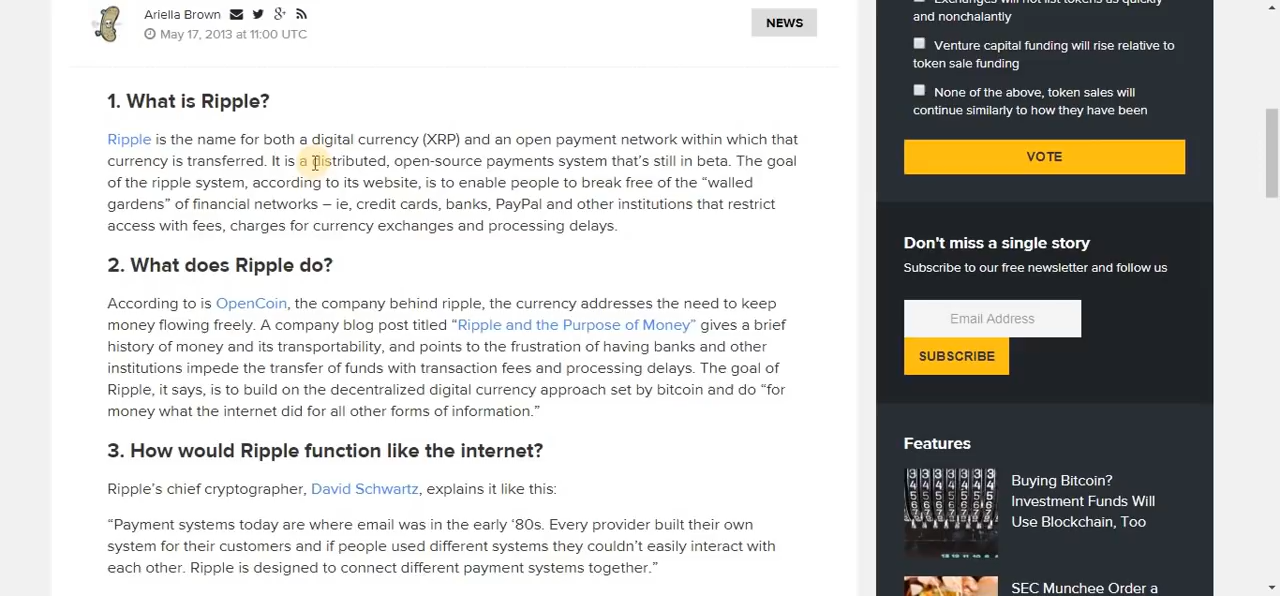 Ariella Brown
May 17, 2013 at 11:00 UTC
NEWS
1. What is Ripple?
Ripple is the name for both a digital currency (XRP) and an open payment network within which that
currency is transferred. It is a distributed, open-source payments system that’s still in beta. The goal
of the ripple system, according to its website, is to enable people to break free of the “walled
gardens” of financial networks – ie, credit cards, banks, PayPal and other institutions that restrict
access with fees, charges for currency exchanges and processing delays.
2. What does Ripple do?
According to is OpenCoin, the company behind ripple, the currency addresses the need to keep
money flowing freely. A company blog post titled “Ripple and the Purpose of Money” gives a brief
history of money and its transportability, and points to the frustration of having banks and other
institutions impede the transfer of funds with transaction fees and processing delays. The goal of
Ripple, it says, is to build on the decentralized digital currency approach set by bitcoin and do “for
money what the internet did for all other forms of information.”
3. How would Ripple function like the internet?
Ripple’s chief cryptographer, David Schwartz, explains it like this:
“Payment systems today are where email was in the early ‘80s. Every provider built their own
system for their customers and if people used different systems they couldn’t easily interact with
each other. Ripple is designed to connect different payment systems together.”
Exchanges will not list tokens as quickly
and nonchalantly
Venture capital funding will rise relative to
token sale funding
None of the above, token sales will
continue similarly to how they have been
VOTE
Don't miss a single story
Subscribe to our free newsletter and follow us
Email Address
SUBSCRIBE
Features
Buying Bitcoin?
Investment Funds Will
Use Blockchain, Too
SEC Munchee Order a